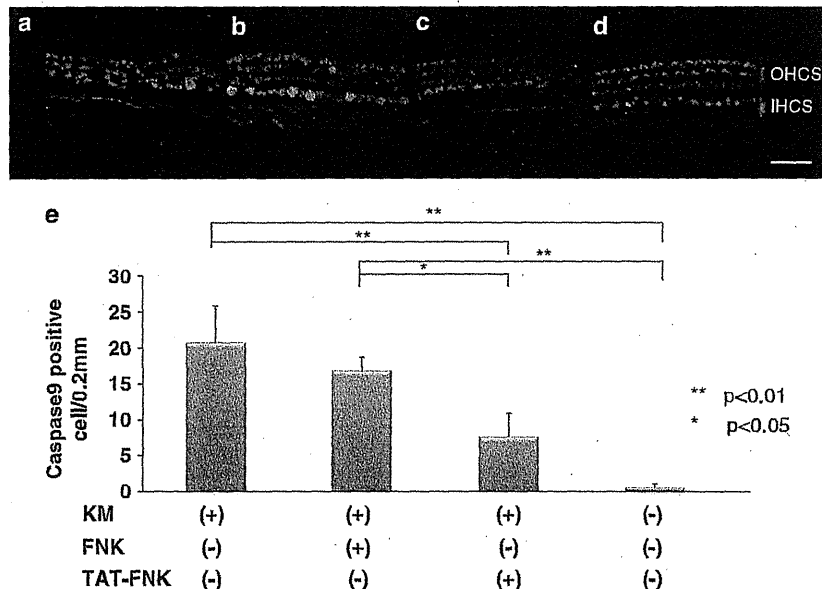 a b c d
OHCS
IHCS
e
**
**
**
*
30
25
20
15
10
5
0
Caspase9 positive
cell/0.2mm
** p<0.01
* p<0.05
KM (+) (+) (+) (-)
FNK (-) (+) (-) (-)
TAT-FNK (-) (-) (+) (-)